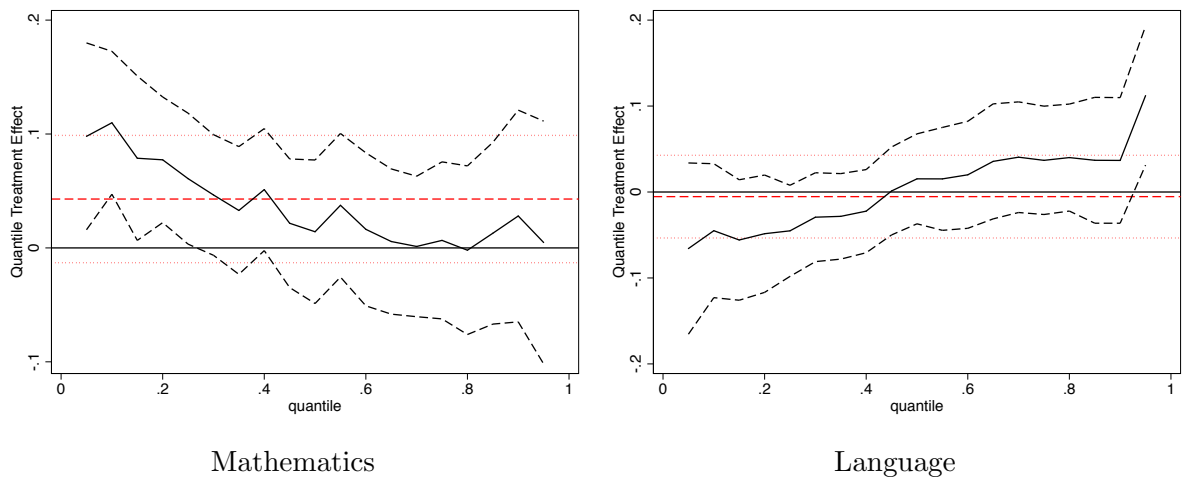 Quantile Treatment Effect
.2
.1
0
-.1
0 .2 .4 .6 .8 1
quantile
Mathematics
Quantile Treatment Effect
.2
.1
0
-.1
-.2
0 .2 .4 .6 .8 1
quantile
Language